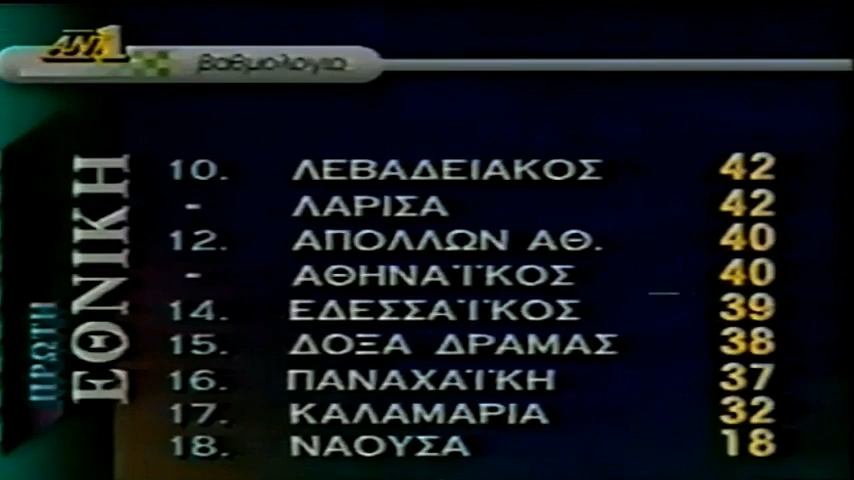 ΑΝΤ1
βαθμολογια
ΠΡΩΤΗ
ΕΘΝΙΚΗ
10. ΛΕΒΑΔΕΙΑΚΟΣ 42
- ΛΑΡΙΣΑ 42
12. ΑΠΟΛΛΩΝ ΑΘ. 40
- ΑΘΗΝΑΪΚΟΣ 40
14. ΕΔΕΣΣΑΪΚΟΣ 39
15. ΔΟΞΑ ΔΡΑΜΑΣ 38
16. ΠΑΝΑΧΑΪΚΗ 37
17. ΚΑΛΑΜΑΡΙΑ 32
18. ΝΑΟΥΣΑ 18